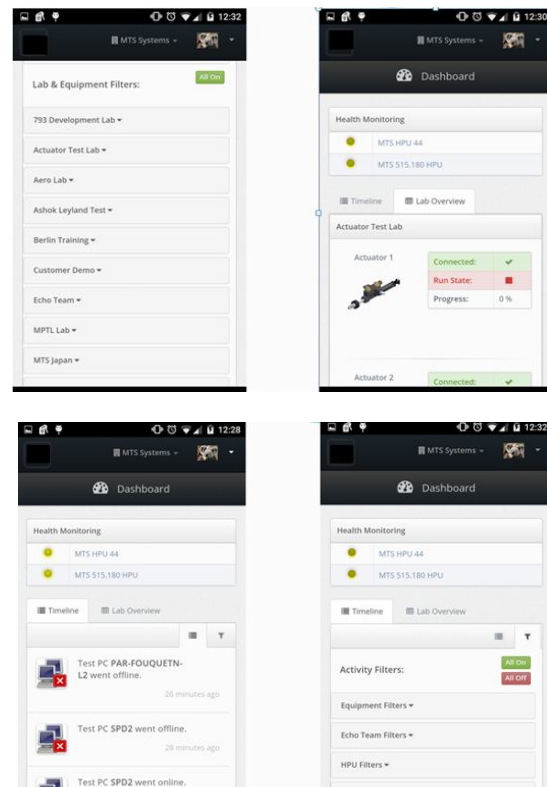 12:32
MTS Systems
Lab & Equipment Filters:
All On
793 Development Lab
Actuator Test Lab
Aero Lab
Ashok Leyland Test
Berlin Training
Customer Demo
Echo Team
MPTL Lab
MTS Japan
12:30
MTS Systems
Dashboard
Health Monitoring
MTS HPU 44
MTS 515.180 HPU
Timeline Lab Overview
Actuator Test Lab
Actuator 1
Connected:
Run State:
Progress: 0 %
Actuator 2
Connected:
12:28
MTS Systems
Dashboard
Health Monitoring
MTS HPU 44
MTS 515.180 HPU
Timeline Lab Overview
Test PC PAR-FOUQUETN-
L2 went offline.
26 minutes ago
Test PC SPD2 went offline.
28 minutes ago
Test PC SPD2 went online.
12:32
MTS Systems
Dashboard
Health Monitoring
MTS HPU 44
MTS 515.180 HPU
Timeline Lab Overview
Activity Filters:
All On
All Off
Equipment Filters
Echo Team Filters
HPU Filters